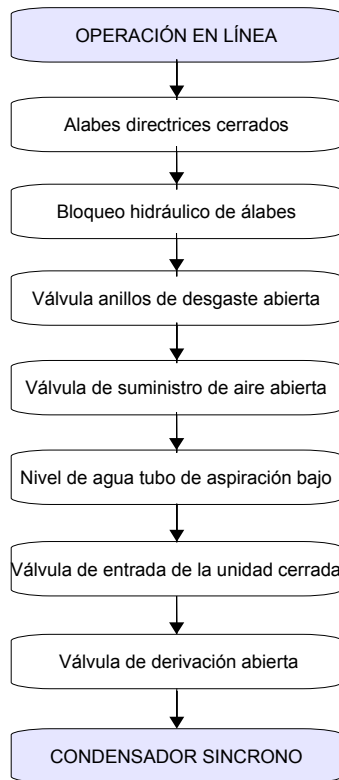 OPERACIÓN EN LÍNEA
Alabes directrices cerrados
Bloqueo hidráulico de álabes
Válvula anillos de desgaste abierta
Válvula de suministro de aire abierta
Nivel de agua tubo de aspiración bajo
Válvula de entrada de la unidad cerrada
Válvula de derivación abierta
CONDENSADOR SINCRONO